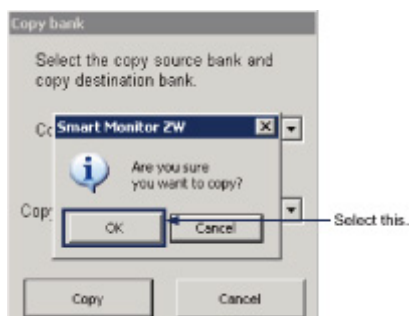 Copy bank
Select the copy source bank and
copy destination bank.
Smart Monitor ZW
Are you sure
you want to copy?
OK
Cancel
Select this.
Copy
Cancel